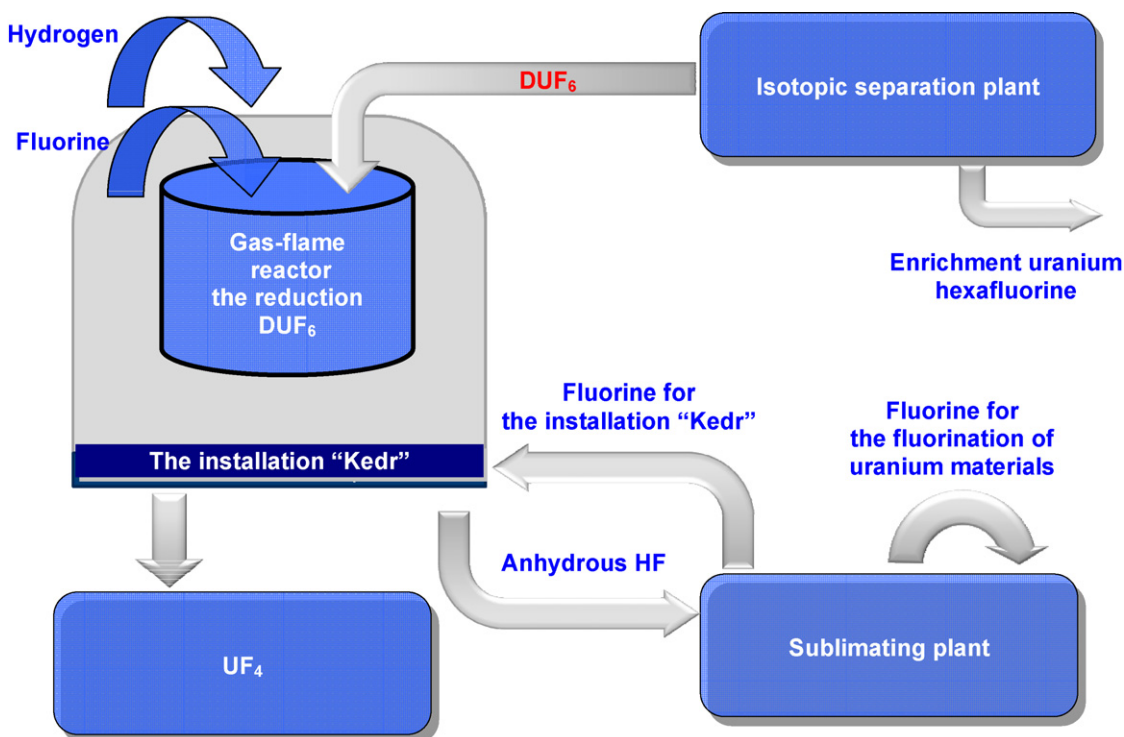 Hydrogen
DUF₆
Isotopic separation plant
Fluorine
Gas-flame
reactor
the reduction
DUF₆
Enrichment uranium
hexafluorine
Fluorine for
the installation “Kedr”
Fluorine for
the fluorination of
uranium materials
The installation “Kedr”
Anhydrous HF
UF₄
Sublimating plant